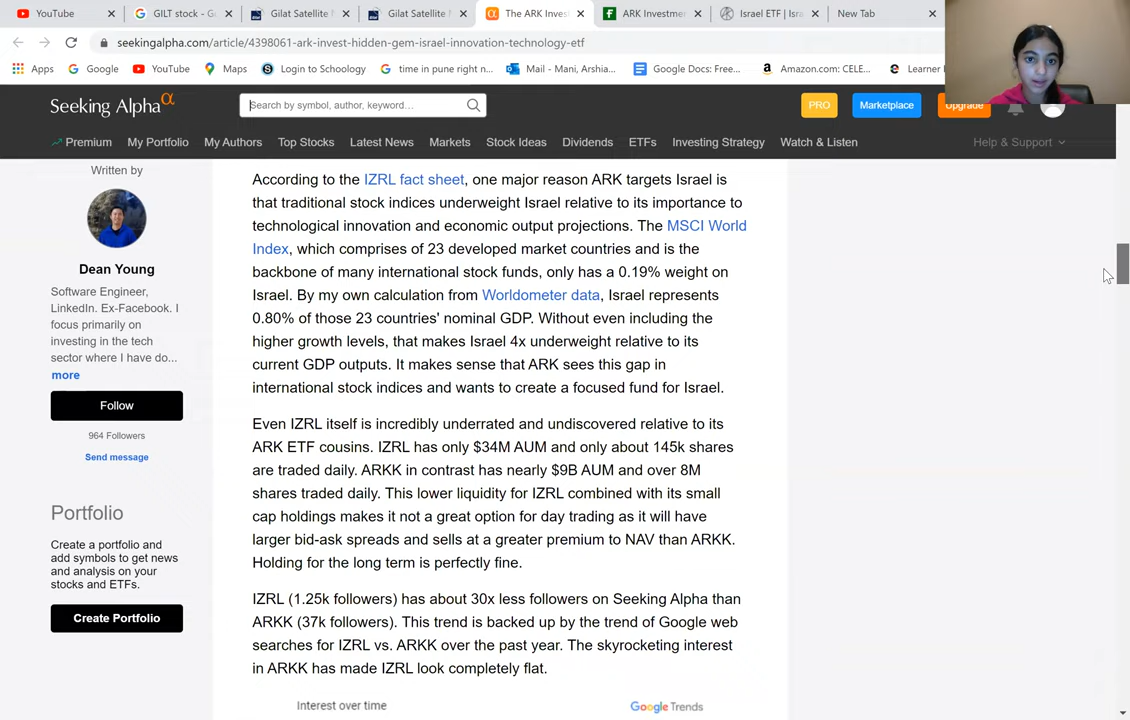 YouTube
GILT stock - G
Gilat Satellite
Gilat Satellite
The ARK Inves
ARK Investmen
Israel ETF | Isra
New Tab
seekingalpha.com/article/4398061-ark-invest-hidden-gem-israel-innovation-technology-etf
Apps
Google
YouTube
Maps
Login to Schoology
time in pune right n...
Mail - Mani, Arshia...
Google Docs: Free...
Amazon.com: CELE...
Learner
Seeking Alpha α
Search by symbol, author, keyword...
PRO
Marketplace
Upgrade
Premium
My Portfolio
My Authors
Top Stocks
Latest News
Markets
Stock Ideas
Dividends
ETFs
Investing Strategy
Watch & Listen
Help & Support
Written by
Dean Young
Software Engineer,
LinkedIn. Ex-Facebook. I
focus primarily on
investing in the tech
sector where I have do...
more
Follow
964 Followers
Send message
Portfolio
Create a portfolio and
add symbols to get news
and analysis on your
stocks and ETFs.
Create Portfolio
According to the IZRL fact sheet, one major reason ARK targets Israel is
that traditional stock indices underweight Israel relative to its importance to
technological innovation and economic output projections. The MSCI World
Index, which comprises of 23 developed market countries and is the
backbone of many international stock funds, only has a 0.19% weight on
Israel. By my own calculation from Worldometer data, Israel represents
0.80% of those 23 countries' nominal GDP. Without even including the
higher growth levels, that makes Israel 4x underweight relative to its
current GDP outputs. It makes sense that ARK sees this gap in
international stock indices and wants to create a focused fund for Israel.
Even IZRL itself is incredibly underrated and undiscovered relative to its
ARK ETF cousins. IZRL has only $34M AUM and only about 145k shares
are traded daily. ARKK in contrast has nearly $9B AUM and over 8M
shares traded daily. This lower liquidity for IZRL combined with its small
cap holdings makes it not a great option for day trading as it will have
larger bid-ask spreads and sells at a greater premium to NAV than ARKK.
Holding for the long term is perfectly fine.
IZRL (1.25k followers) has about 30x less followers on Seeking Alpha than
ARKK (37k followers). This trend is backed up by the trend of Google web
searches for IZRL vs. ARKK over the past year. The skyrocketing interest
in ARKK has made IZRL look completely flat.
Interest over time
Google Trends